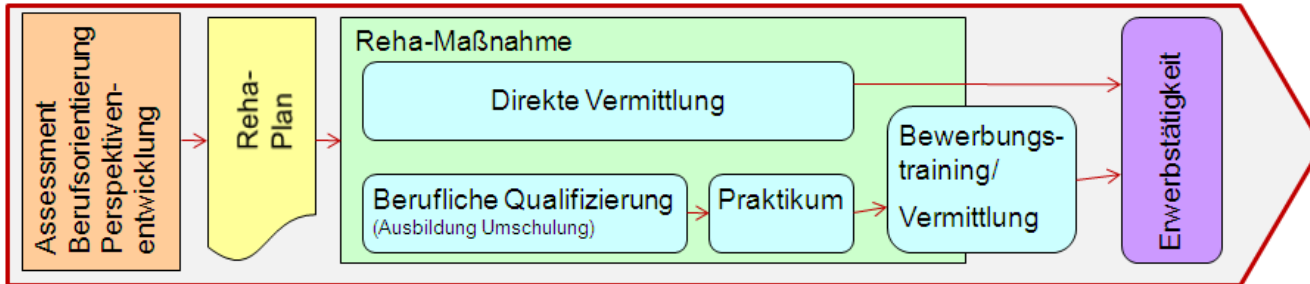 Assessment
Berufsorientierung
Perspektiven-
entwicklung
Reha-
Plan
Reha-Maßnahme
Direkte Vermittlung
Berufliche Qualifizierung
(Ausbildung Umschulung)
Praktikum
Bewerbungs-
training/
Vermittlung
Erwerbstätigkeit